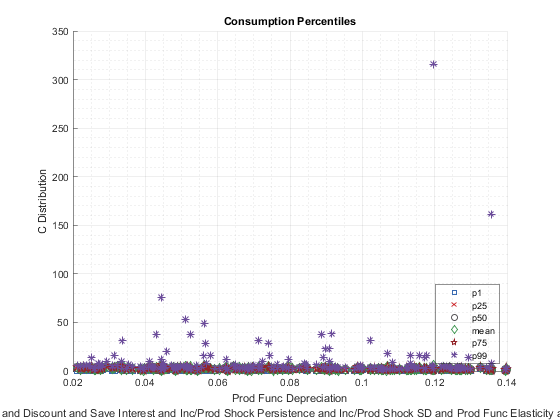 Consumption Percentiles
350
300
250
200
150
100
50
0
C Distribution
0.02 0.04 0.06 0.08 0.1 0.12 0.14
p1
p25
p50
mean
p75
p99
Prod Func Depreciation
and Discount and Save Interest and Inc/Prod Shock Persistence and Inc/Prod Shock SD and Prod Func Elasticity